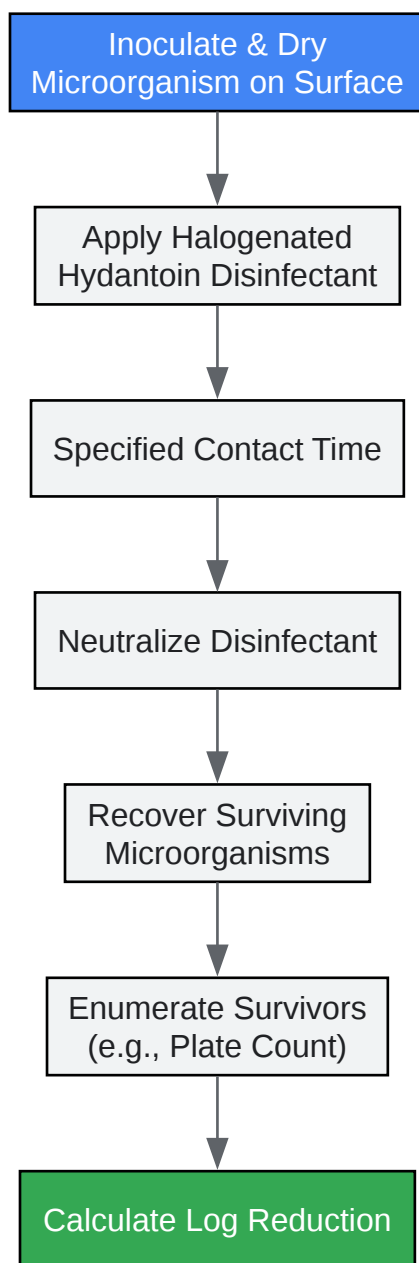 Inoculate & Dry
Microorganism on Surface
Apply Halogenated
Hydantoin Disinfectant
Specified Contact Time
Neutralize Disinfectant
Recover Surviving
Microorganisms
Enumerate Survivors
(e.g., Plate Count)
Calculate Log Reduction